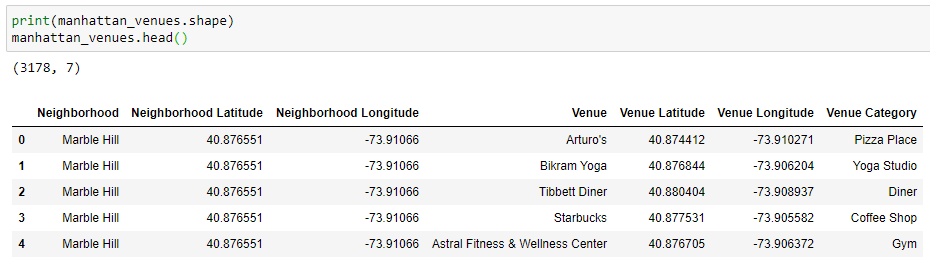 print(manhattan_venues.shape)
manhattan_venues.head()
(3178, 7)
Neighborhood Neighborhood Latitude Neighborhood Longitude Venue Venue Latitude Venue Longitude Venue Category
0 Marble Hill 40.876551 -73.91066 Arturo's 40.874412 -73.910271 Pizza Place
1 Marble Hill 40.876551 -73.91066 Bikram Yoga 40.876844 -73.906204 Yoga Studio
2 Marble Hill 40.876551 -73.91066 Tibbett Diner 40.880404 -73.908937 Diner
3 Marble Hill 40.876551 -73.91066 Starbucks 40.877531 -73.905582 Coffee Shop
4 Marble Hill 40.876551 -73.91066 Astral Fitness & Wellness Center 40.876705 -73.906372 Gym